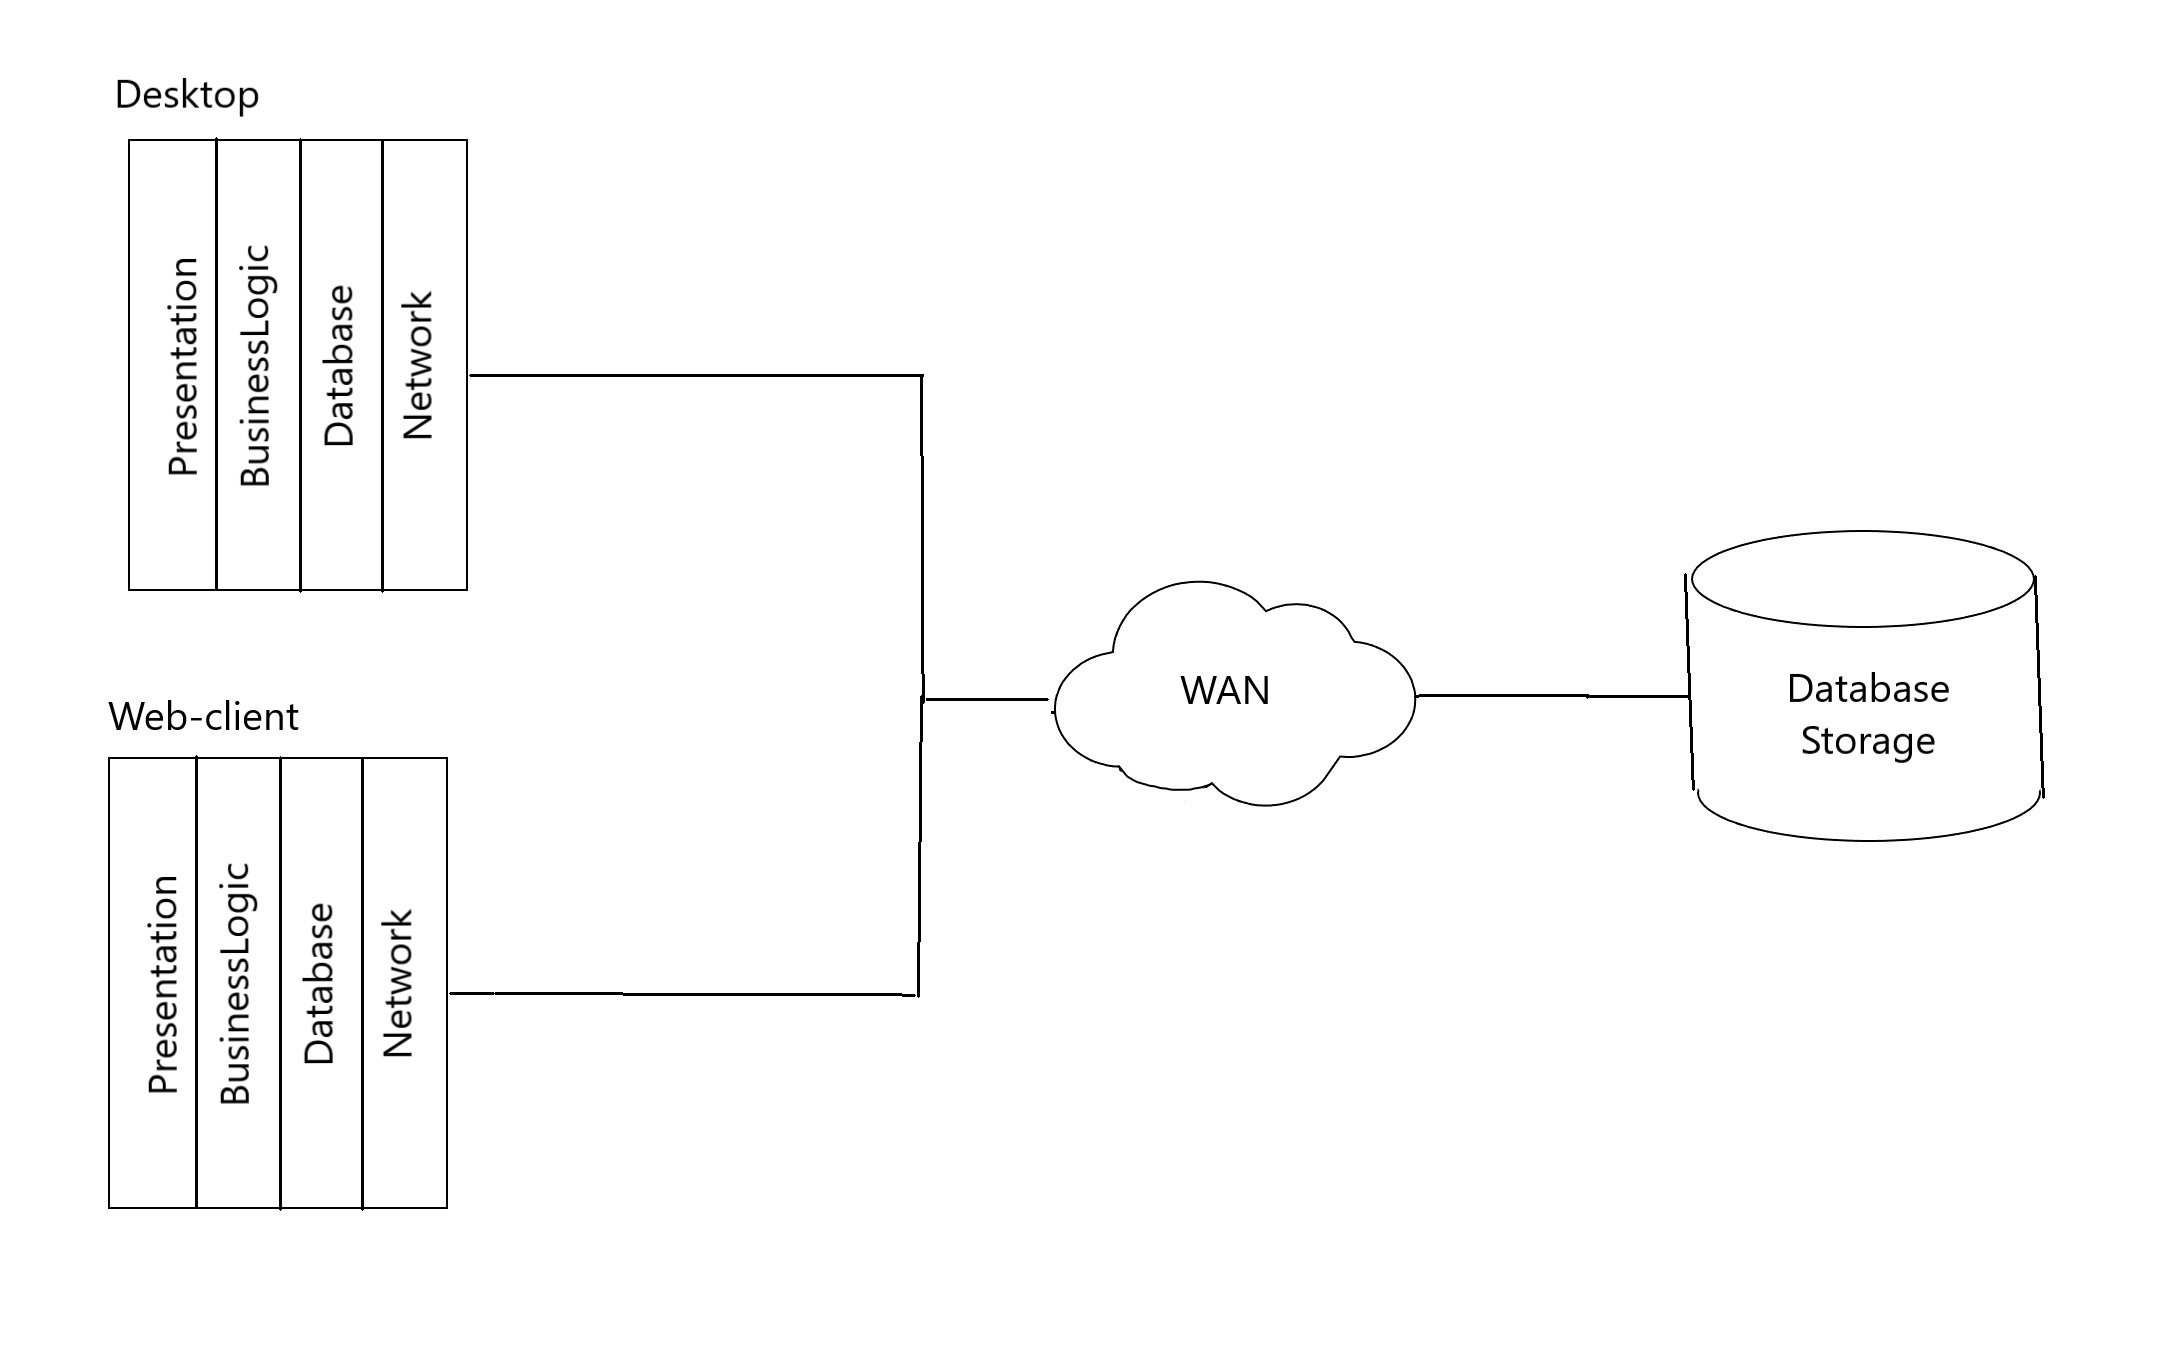 Desktop
Presentation
BusinessLogic
Database
Network
WAN
Database
Storage
Web-client
Presentation
BusinessLogic
Database
Network